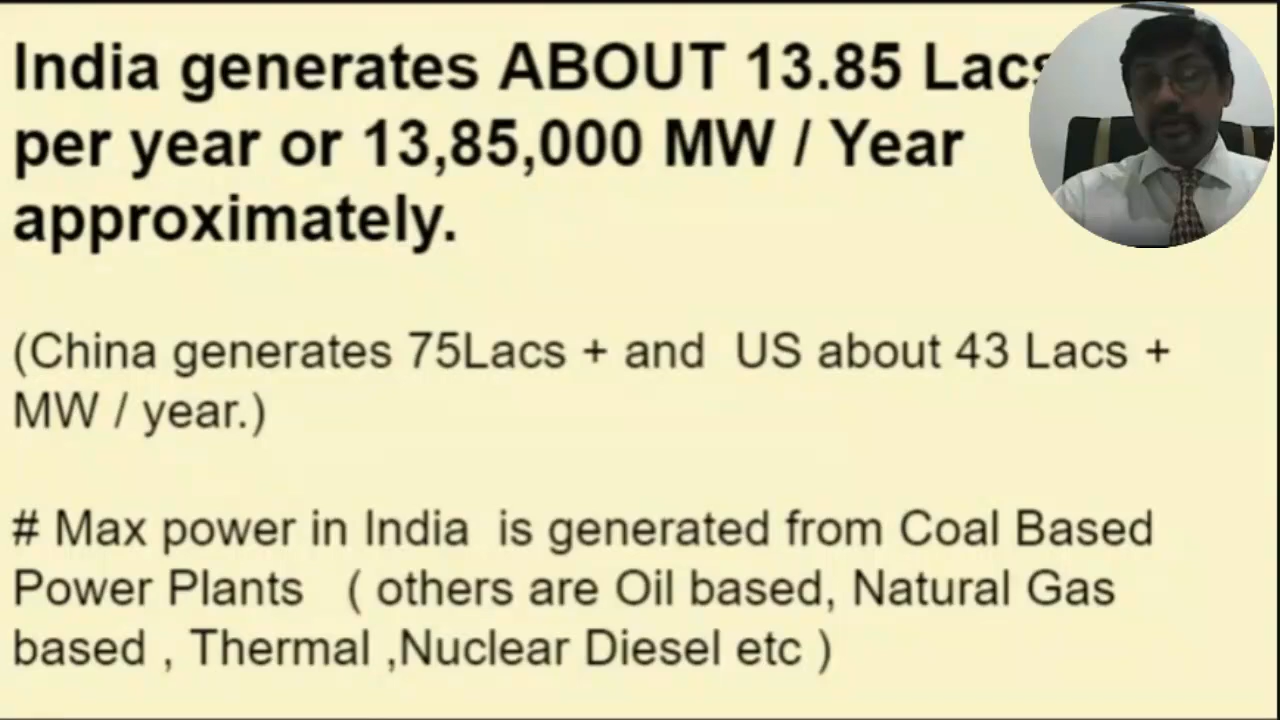 India generates ABOUT 13.85 Lacs
per year or 13,85,000 MW / Year
approximately.
(China generates 75Lacs + and US about 43 Lacs +
MW / year.)
# Max power in India is generated from Coal Based
Power Plants ( others are Oil based, Natural Gas
based , Thermal ,Nuclear Diesel etc )